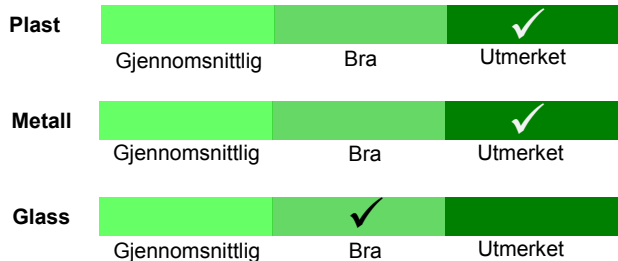 Plast
Gjennomsnittlig Bra Utmerket
Metall
Gjennomsnittlig Bra Utmerket
Glass
Gjennomsnittlig Bra Utmerket